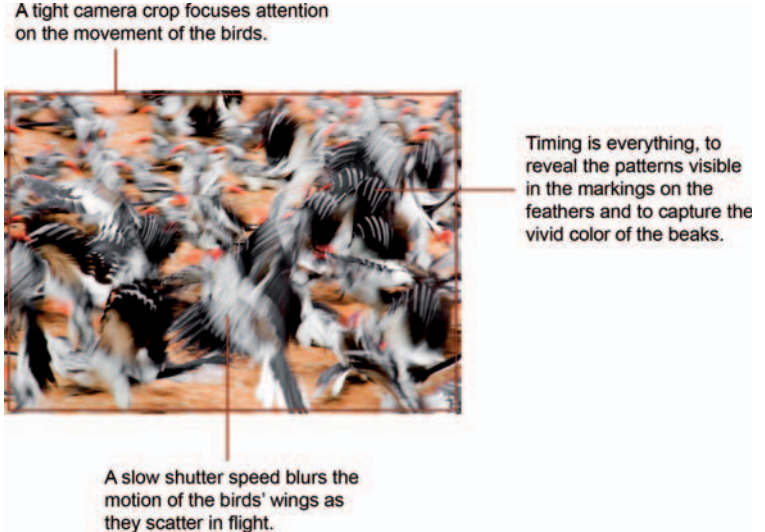 A tight camera crop focuses attention
on the movement of the birds.
Timing is everything, to
reveal the patterns visible
in the markings on the
feathers and to capture the
vivid color of the beaks.
A slow shutter speed blurs the
motion of the birds' wings as
they scatter in flight.